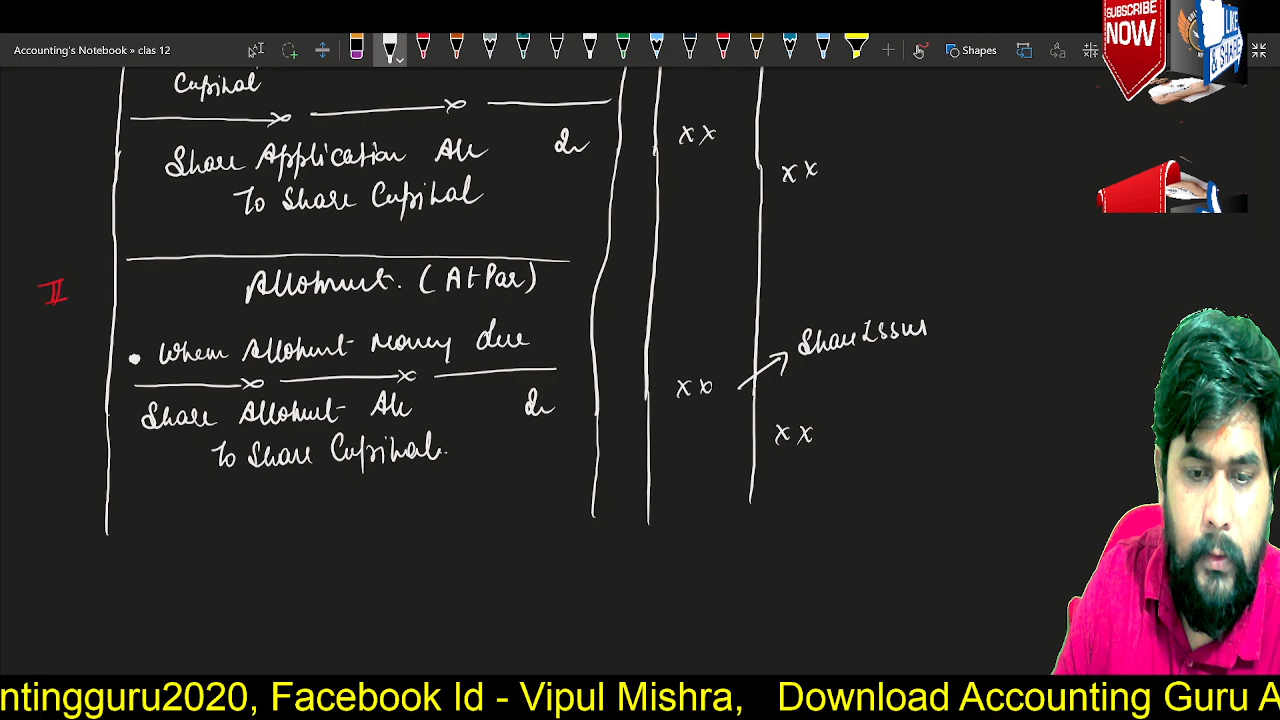 SUBSCRIBE
NOW
LIKE
& SHARE
Accounting's Notebook » clas 12
Shapes
Capital
Share Application A/c Dr
xx
To Share Capital
xx
II
Allotment. (At Par)
• When Allotment money due
Share Issue
Share Allotment A/c Dr
xx
To Share Capital.
xx
ntingguru2020, Facebook Id - Vipul Mishra, Download Accounting Guru A